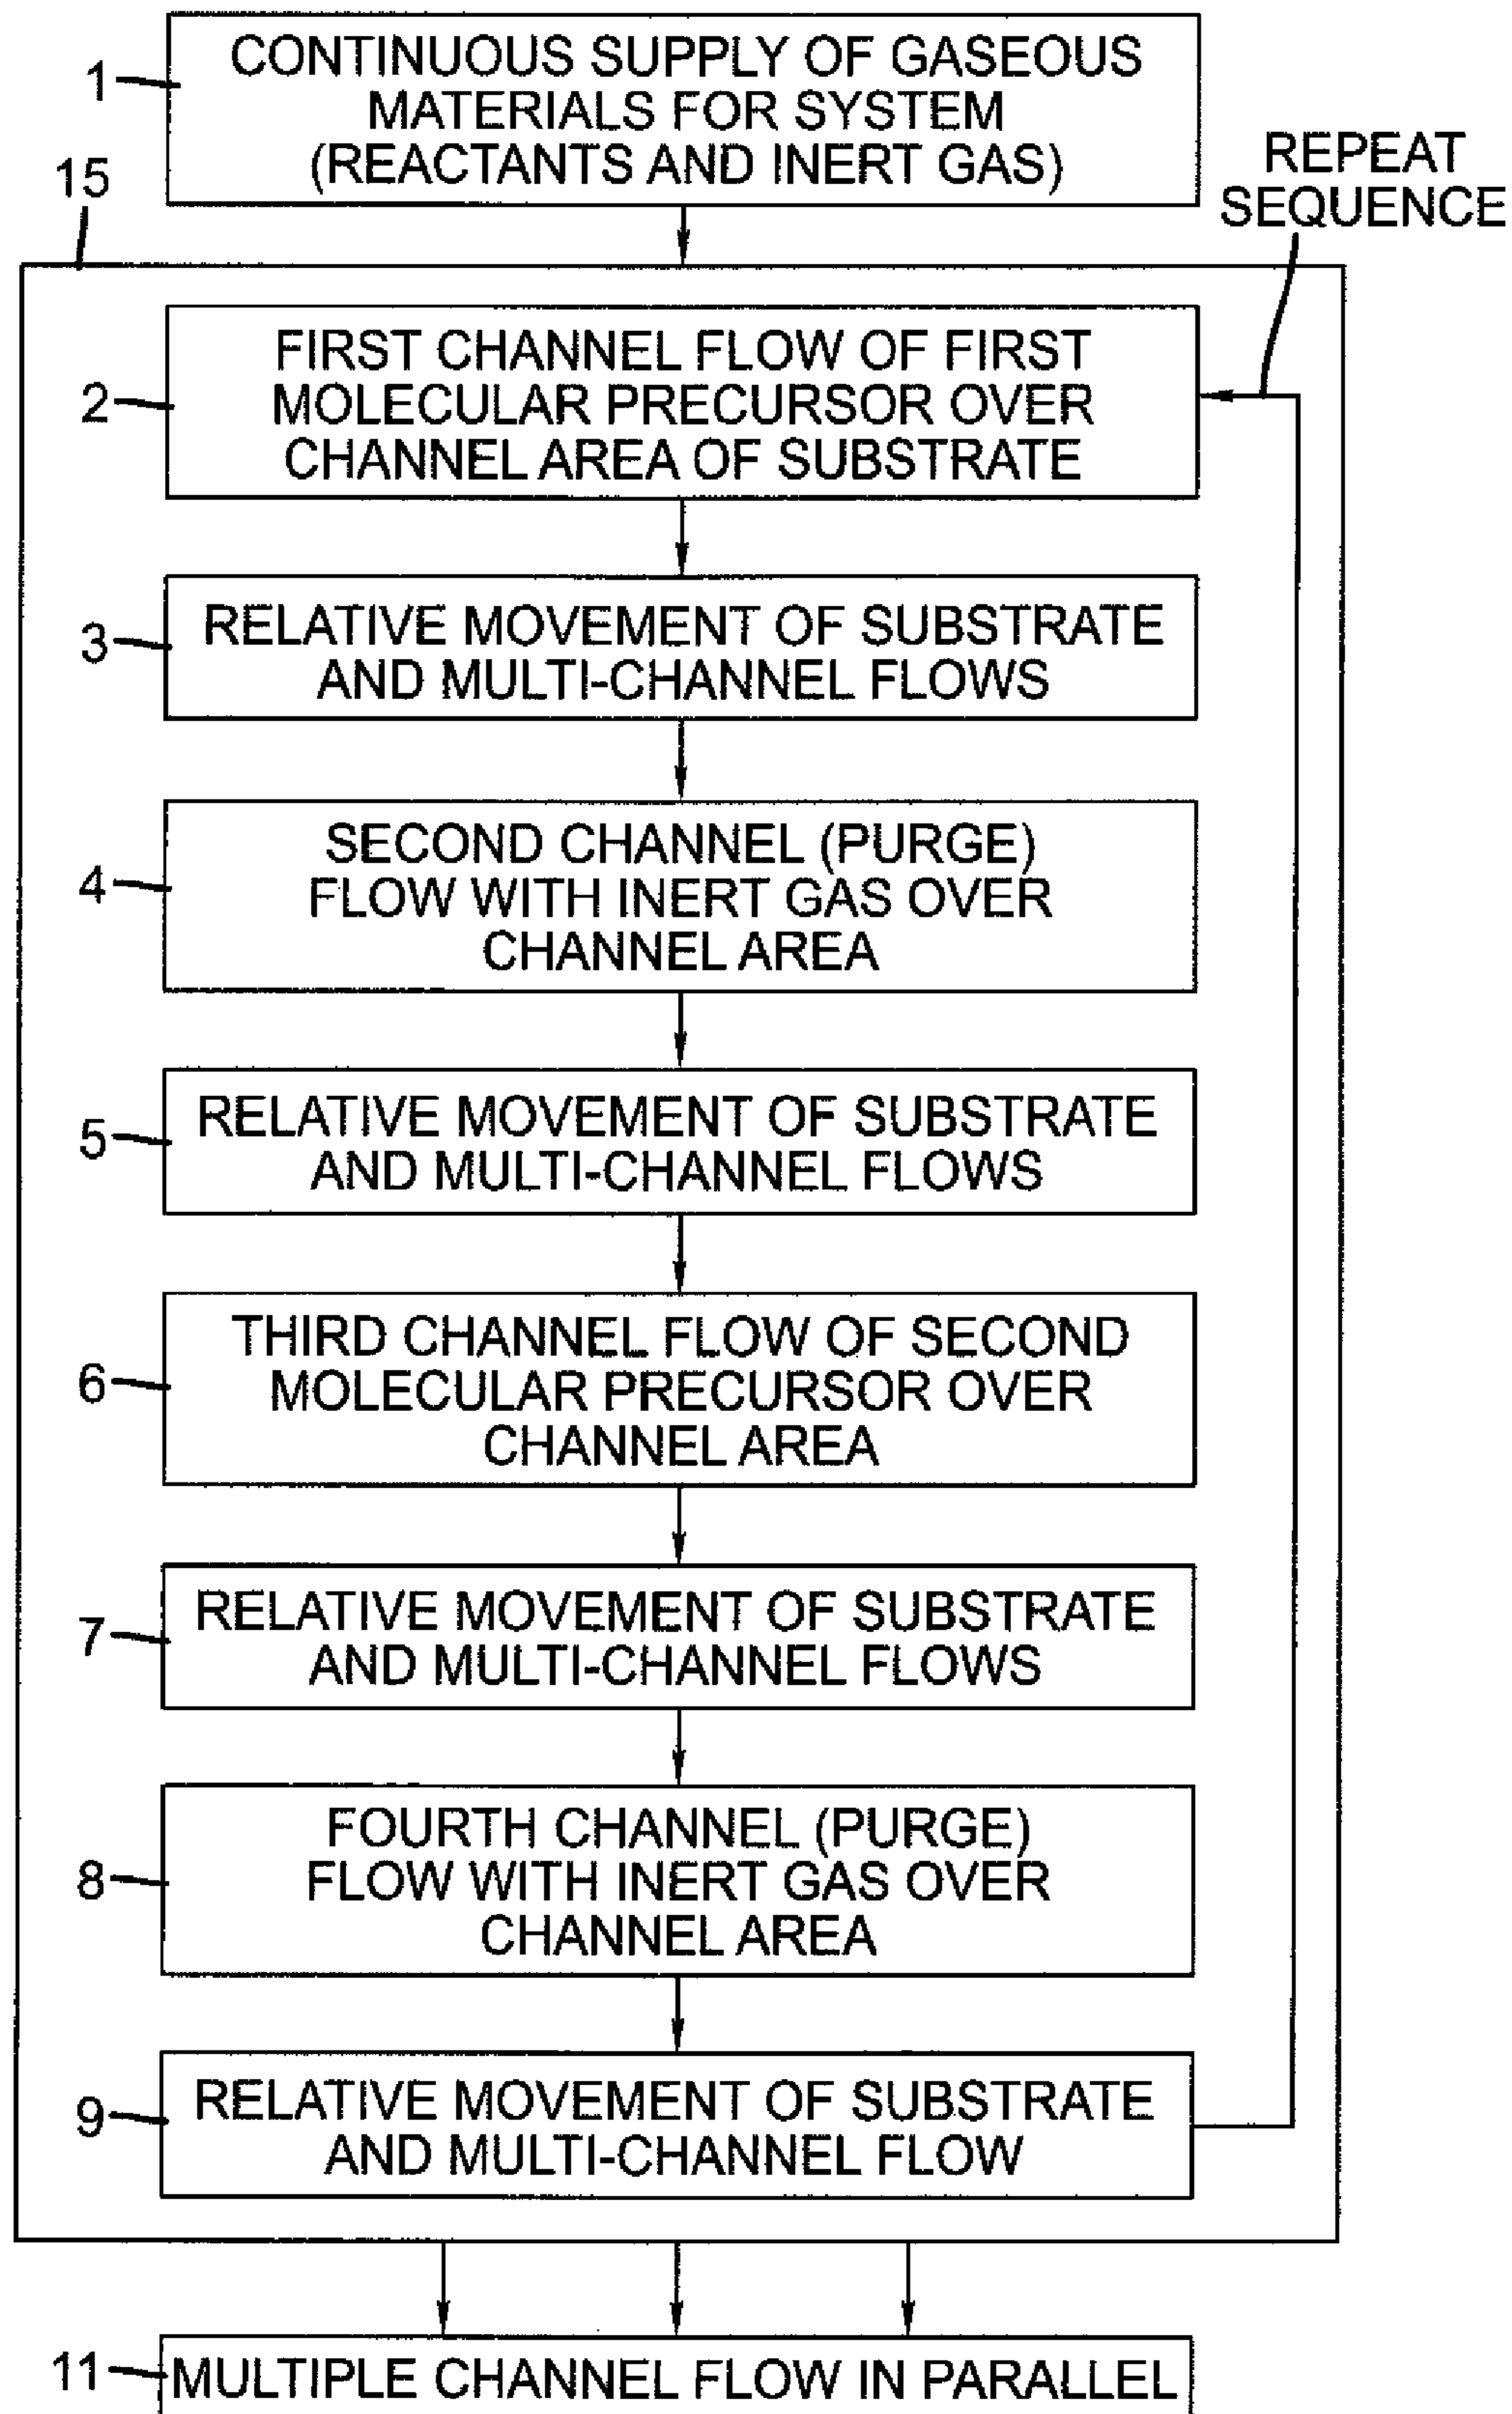 1
CONTINUOUS SUPPLY OF GASEOUS
MATERIALS FOR SYSTEM
(REACTANTS AND INERT GAS)
15
REPEAT
SEQUENCE
2
FIRST CHANNEL FLOW OF FIRST
MOLECULAR PRECURSOR OVER
CHANNEL AREA OF SUBSTRATE
3
RELATIVE MOVEMENT OF SUBSTRATE
AND MULTI-CHANNEL FLOWS
4
SECOND CHANNEL (PURGE)
FLOW WITH INERT GAS OVER
CHANNEL AREA
5
RELATIVE MOVEMENT OF SUBSTRATE
AND MULTI-CHANNEL FLOWS
6
THIRD CHANNEL FLOW OF SECOND
MOLECULAR PRECURSOR OVER
CHANNEL AREA
7
RELATIVE MOVEMENT OF SUBSTRATE
AND MULTI-CHANNEL FLOWS
8
FOURTH CHANNEL (PURGE)
FLOW WITH INERT GAS OVER
CHANNEL AREA
9
RELATIVE MOVEMENT OF SUBSTRATE
AND MULTI-CHANNEL FLOW
11
MULTIPLE CHANNEL FLOW IN PARALLEL